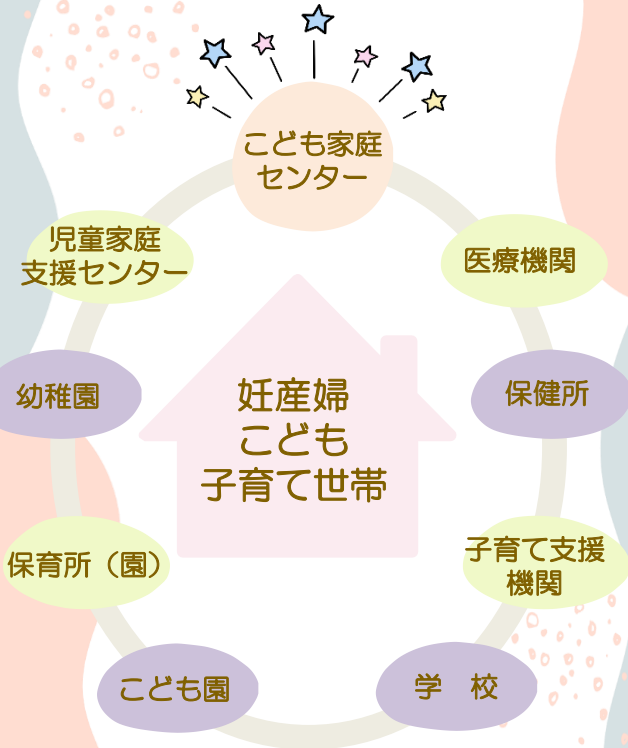 こども家庭
センター
児童家庭
支援センター
医療機関
幼稚園
保健所
妊産婦
こども
子育て世帯
保育所（園）
子育て支援
機関
こども園
学　校